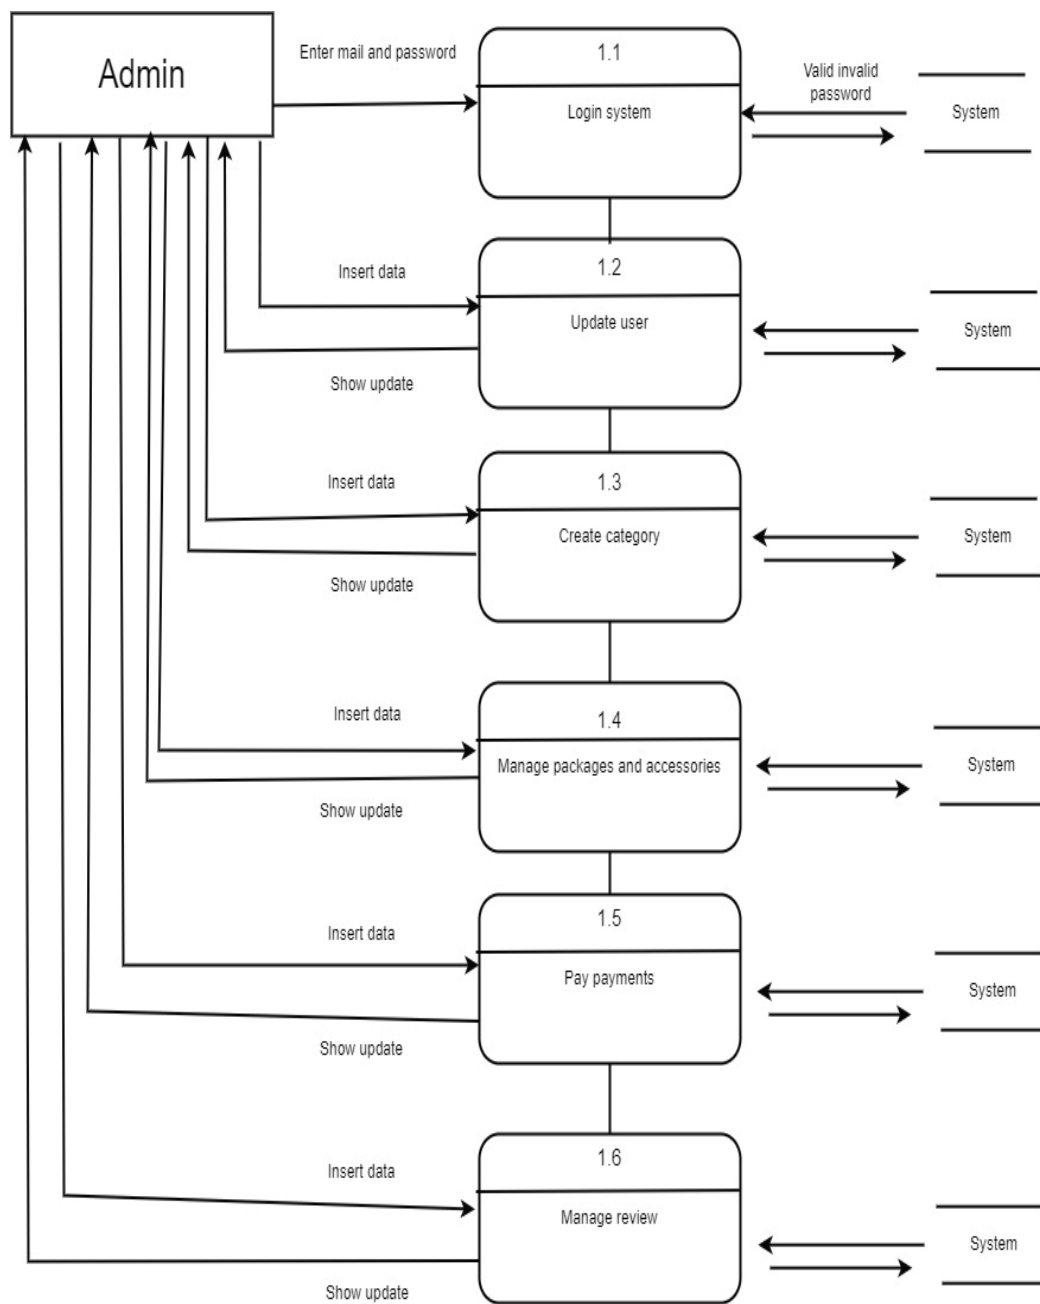 Admin
Enter mail and password
1.1
Login system
Valid invalid
password
System
Insert data
1.2
Update user
System
Show update
Insert data
1.3
Create category
System
Show update
Insert data
1.4
Manage packages and accessories
System
Show update
Insert data
1.5
Pay payments
System
Show update
Insert data
1.6
Manage review
System
Show update